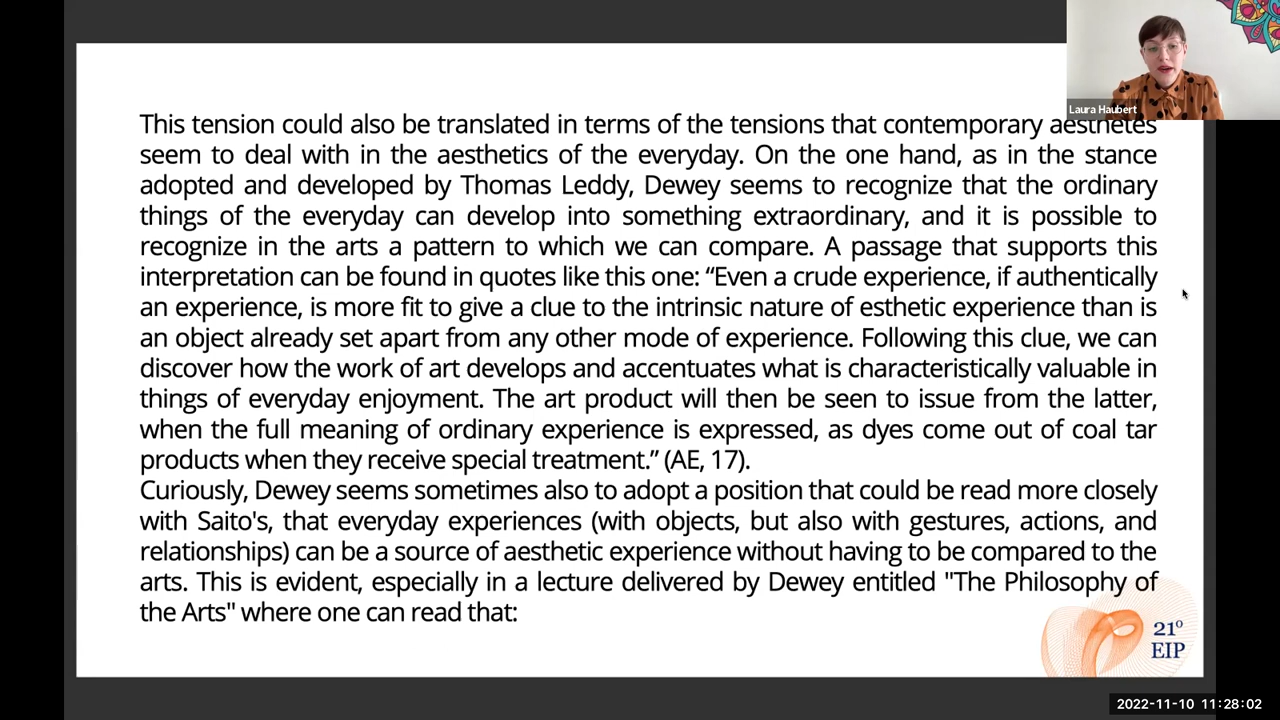 Laura Haubert
This tension could also be translated in terms of the tensions that contemporary aesthetes
seem to deal with in the aesthetics of the everyday. On the one hand, as in the stance
adopted and developed by Thomas Leddy, Dewey seems to recognize that the ordinary
things of the everyday can develop into something extraordinary, and it is possible to
recognize in the arts a pattern to which we can compare. A passage that supports this
interpretation can be found in quotes like this one: “Even a crude experience, if authentically
an experience, is more fit to give a clue to the intrinsic nature of esthetic experience than is
an object already set apart from any other mode of experience. Following this clue, we can
discover how the work of art develops and accentuates what is characteristically valuable in
things of everyday enjoyment. The art product will then be seen to issue from the latter,
when the full meaning of ordinary experience is expressed, as dyes come out of coal tar
products when they receive special treatment.” (AE, 17).
Curiously, Dewey seems sometimes also to adopt a position that could be read more closely
with Saito's, that everyday experiences (with objects, but also with gestures, actions, and
relationships) can be a source of aesthetic experience without having to be compared to the
arts. This is evident, especially in a lecture delivered by Dewey entitled "The Philosophy of
the Arts" where one can read that:
21º
EIP
2022-11-10 11:28:02